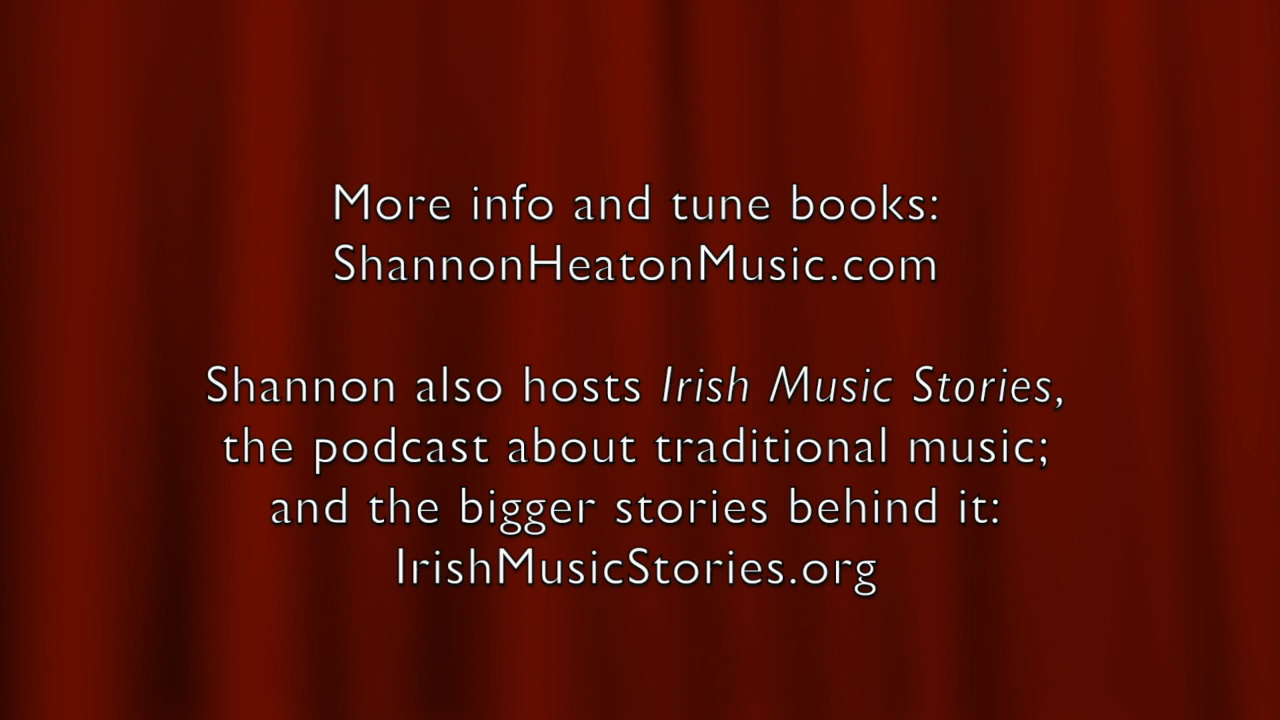 More info and tune books:
ShannonHeatonMusic.com
Shannon also hosts Irish Music Stories,
the podcast about traditional music;
and the bigger stories behind it:
IrishMusicStories.org